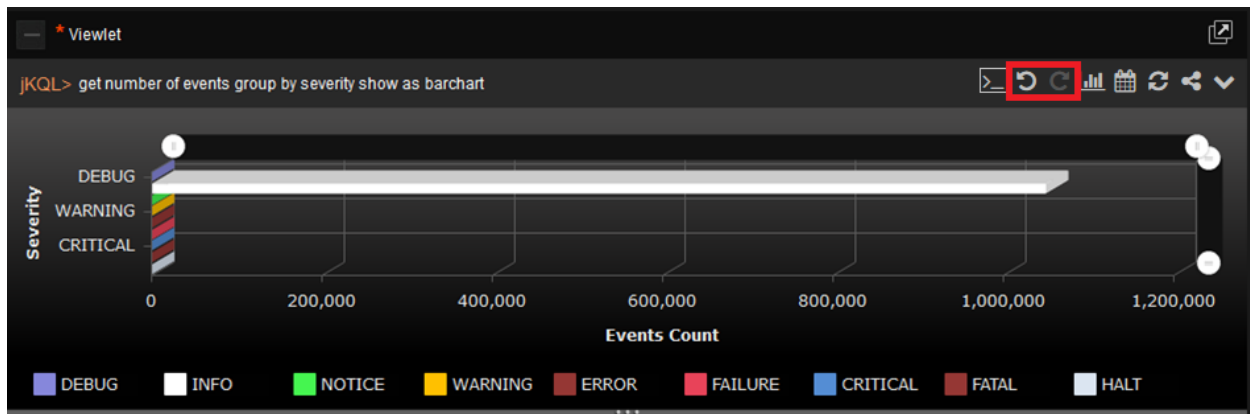 * Viewlet
jKQL> get number of events group by severity show as barchart
DEBUG
WARNING
CRITICAL
Severity
0 200,000 400,000 600,000 800,000 1,000,000 1,200,000
Events Count
DEBUG INFO NOTICE WARNING ERROR FAILURE CRITICAL FATAL HALT